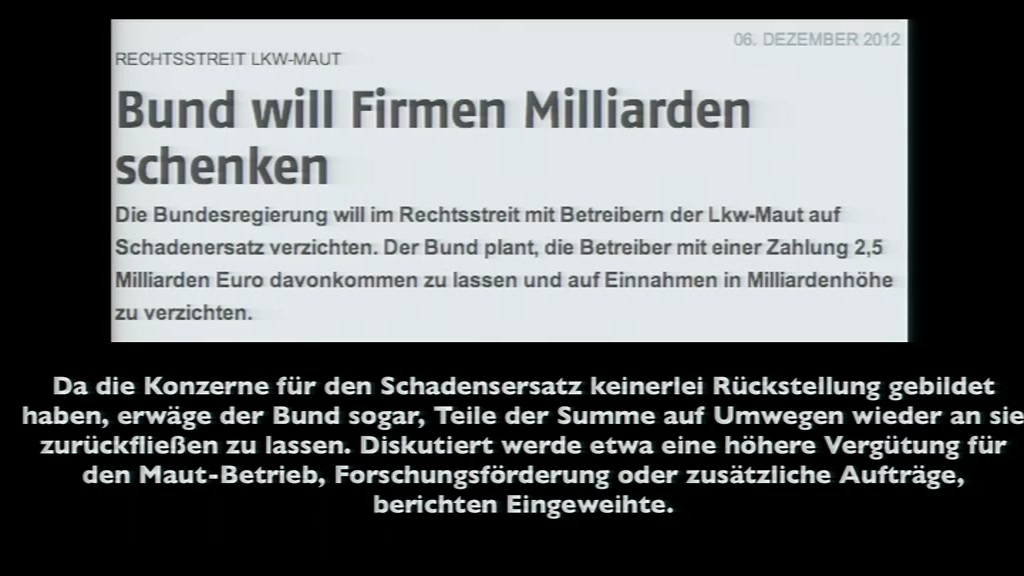 06. DEZEMBER 2012
RECHTSSTREIT LKW-MAUT
Bund will Firmen Milliarden
schenken
Die Bundesregierung will im Rechtsstreit mit Betreibern der Lkw-Maut auf
Schadenersatz verzichten. Der Bund plant, die Betreiber mit einer Zahlung 2,5
Milliarden Euro davonkommen zu lassen und auf Einnahmen in Milliardenhöhe
zu verzichten.
Da die Konzerne für den Schadensersatz keinerlei Rückstellung gebildet
haben, erwäge der Bund sogar, Teile der Summe auf Umwegen wieder an sie
zurückfließen zu lassen. Diskutiert werde etwa eine höhere Vergütung für
den Maut-Betrieb, Forschungsförderung oder zusätzliche Aufträge,
berichten Eingeweihte.